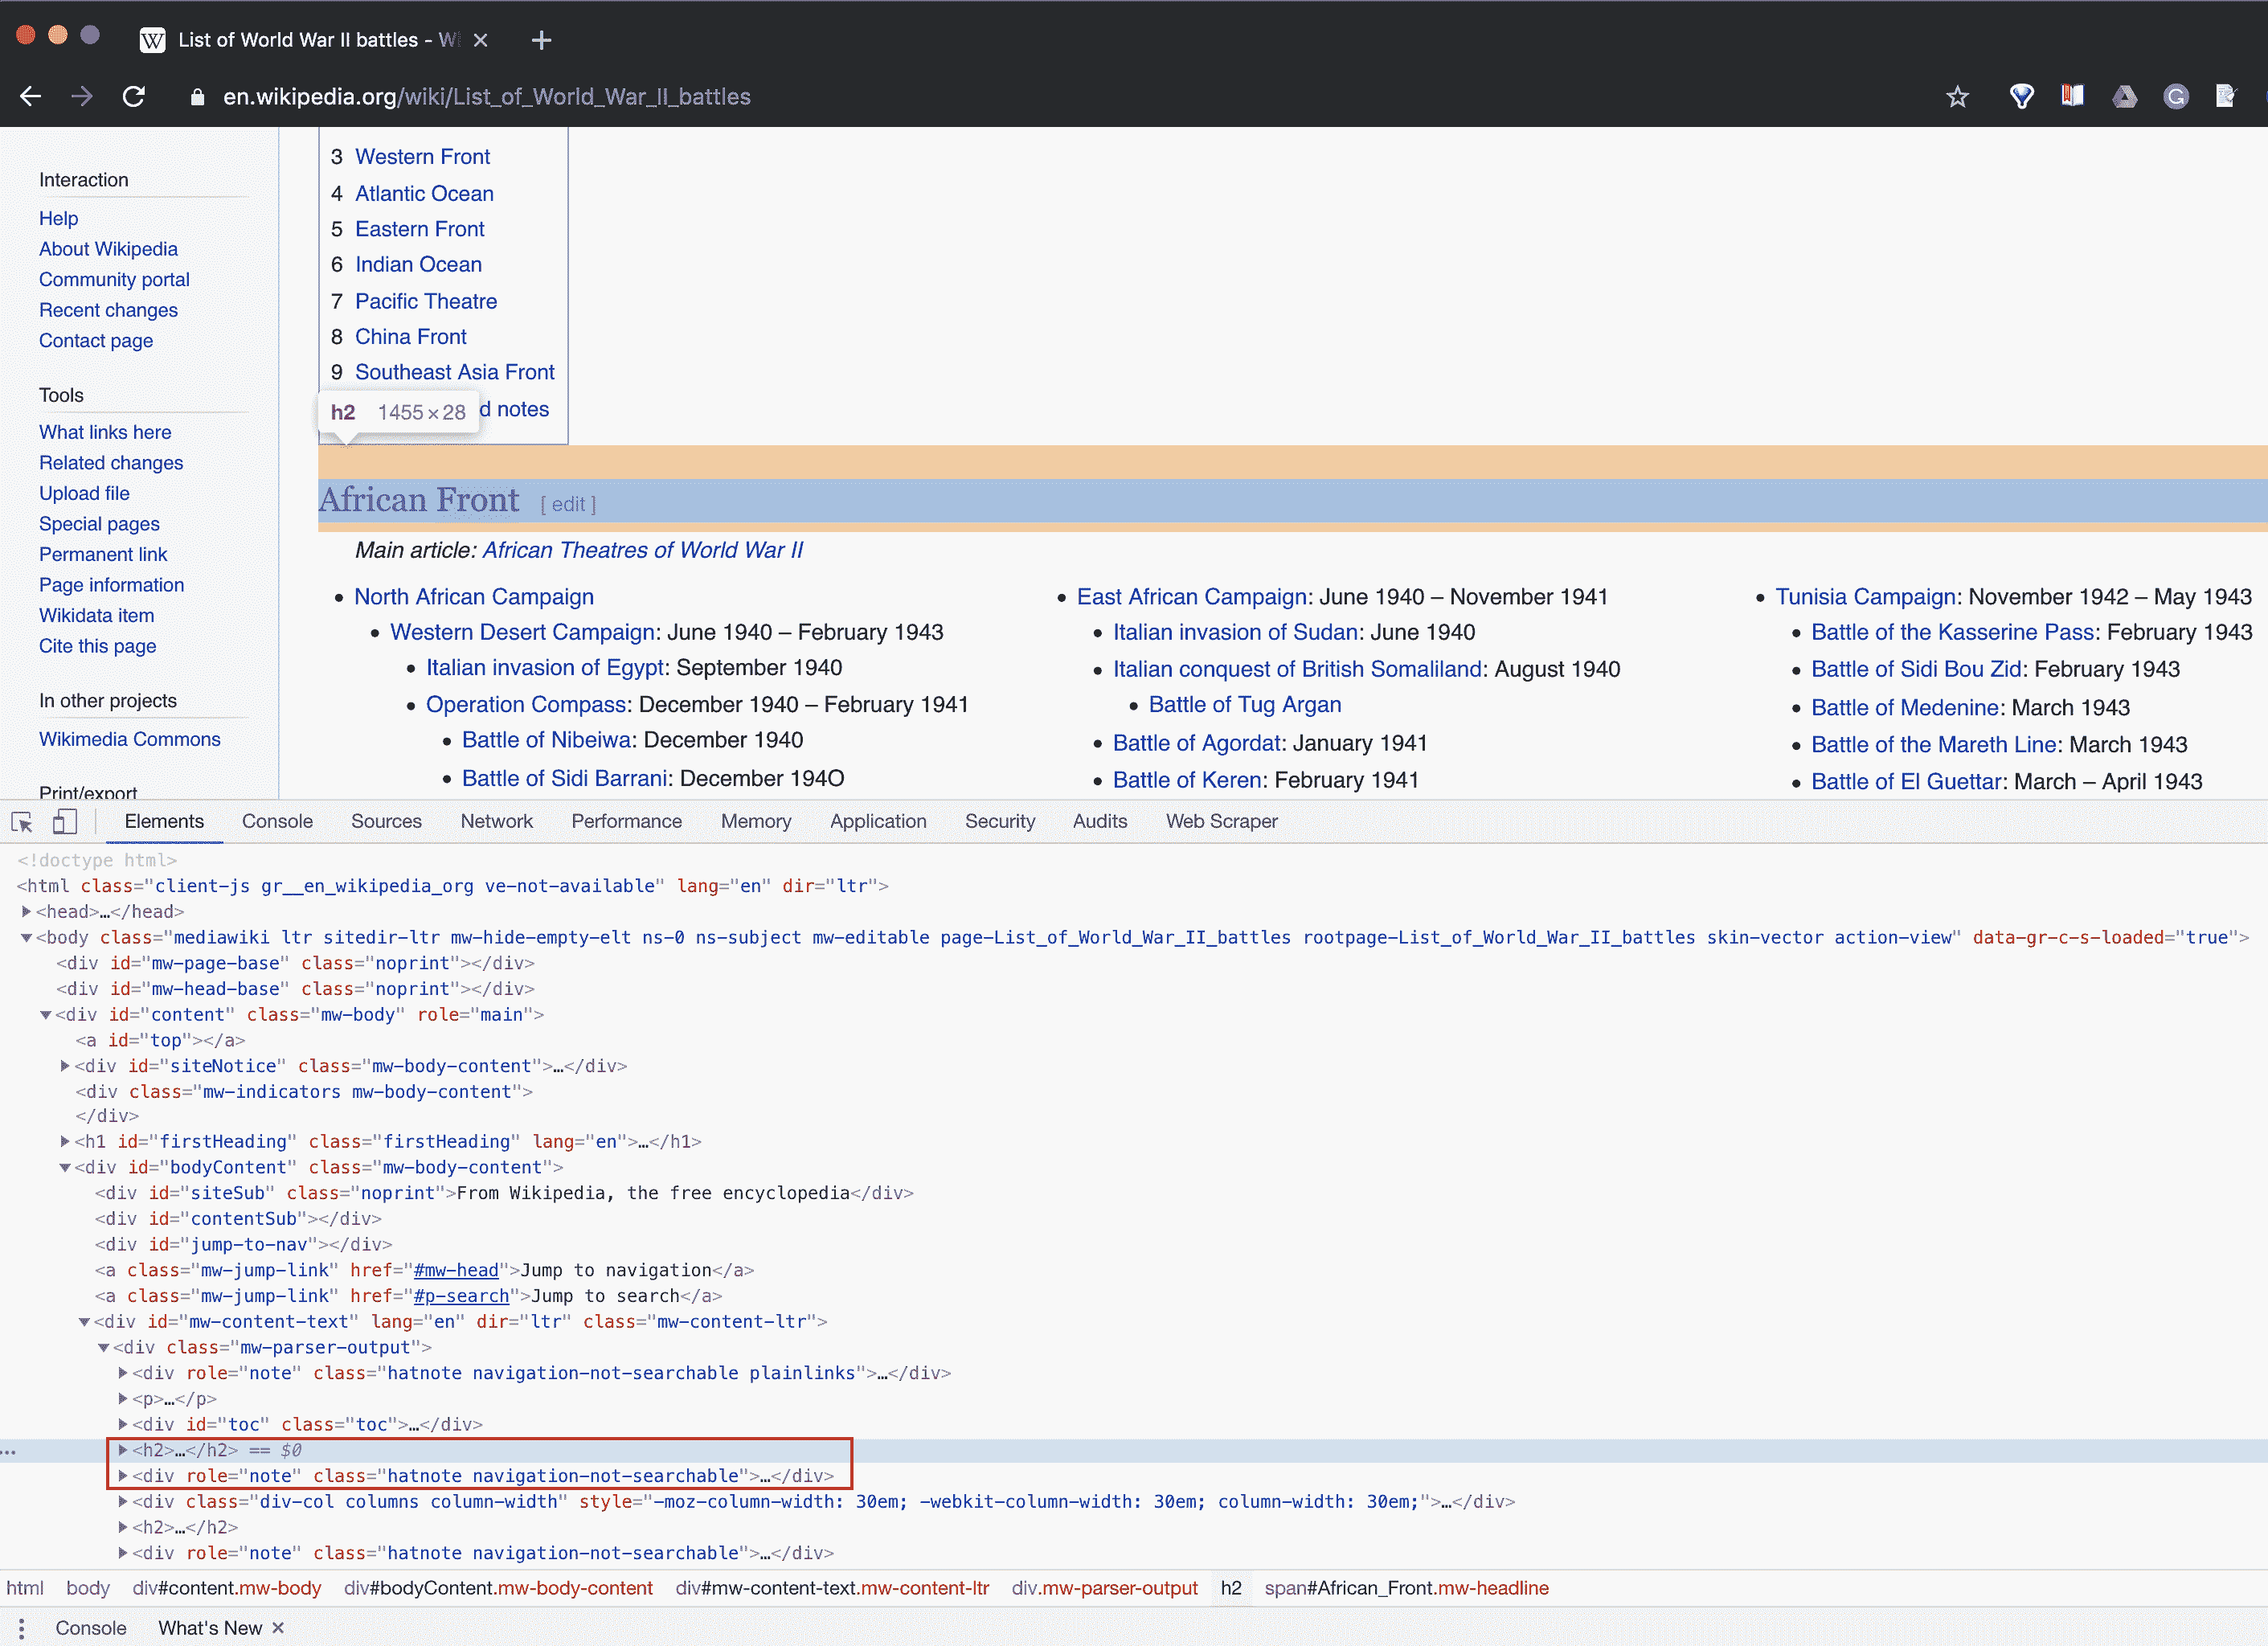 List of World War II battles - W
en.wikipedia.org/wiki/List_of_World_War_II_battles
Interaction
Help
About Wikipedia
Community portal
Recent changes
Contact page
Tools
What links here
Related changes
Upload file
Special pages
Permanent link
Page information
Wikidata item
Cite this page
In other projects
Wikimedia Commons
Print/export
3 Western Front
4 Atlantic Ocean
5 Eastern Front
6 Indian Ocean
7 Pacific Theatre
8 China Front
9 Southeast Asia Front
d notes
h2 1455×28
African Front [ edit ]
Main article: African Theatres of World War II
• North African Campaign
• Western Desert Campaign: June 1940 – February 1943
• Italian invasion of Egypt: September 1940
• Operation Compass: December 1940 – February 1941
• Battle of Nibeiwa: December 1940
• Battle of Sidi Barrani: December 194O
• East African Campaign: June 1940 – November 1941
• Italian invasion of Sudan: June 1940
• Italian conquest of British Somaliland: August 1940
• Battle of Tug Argan
• Battle of Agordat: January 1941
• Battle of Keren: February 1941
• Tunisia Campaign: November 1942 – May 1943
• Battle of the Kasserine Pass: February 1943
• Battle of Sidi Bou Zid: February 1943
• Battle of Medenine: March 1943
• Battle of the Mareth Line: March 1943
• Battle of El Guettar: March – April 1943
Elements Console Sources Network Performance Memory Application Security Audits Web Scraper
<!doctype html>
<html class="client-js gr__en_wikipedia_org ve-not-available" lang="en" dir="ltr">
<head>…</head>
<body class="mediawiki ltr sitedir-ltr mw-hide-empty-elt ns-0 ns-subject mw-editable page-List_of_World_War_II_battles rootpage-List_of_World_War_II_battles skin-vector action-view" data-gr-c-s-loaded="true">
<div id="mw-page-base" class="noprint"></div>
<div id="mw-head-base" class="noprint"></div>
<div id="content" class="mw-body" role="main">
<a id="top"></a>
<div id="siteNotice" class="mw-body-content">…</div>
<div class="mw-indicators mw-body-content">
</div>
<h1 id="firstHeading" class="firstHeading" lang="en">…</h1>
<div id="bodyContent" class="mw-body-content">
<div id="siteSub" class="noprint">From Wikipedia, the free encyclopedia</div>
<div id="contentSub"></div>
<div id="jump-to-nav"></div>
<a class="mw-jump-link" href="#mw-head">Jump to navigation</a>
<a class="mw-jump-link" href="#p-search">Jump to search</a>
<div id="mw-content-text" lang="en" dir="ltr" class="mw-content-ltr">
<div class="mw-parser-output">
<div role="note" class="hatnote navigation-not-searchable plainlinks">…</div>
<p>…</p>
<div id="toc" class="toc">…</div>
<h2>…</h2> == $0
<div role="note" class="hatnote navigation-not-searchable">…</div>
<div class="div-col columns column-width" style="-moz-column-width: 30em; -webkit-column-width: 30em; column-width: 30em;">…</div>
<h2>…</h2>
<div role="note" class="hatnote navigation-not-searchable">…</div>
html body div#content.mw-body div#bodyContent.mw-body-content div#mw-content-text.mw-content-ltr div.mw-parser-output h2 span#African_Front.mw-headline
Console What's New